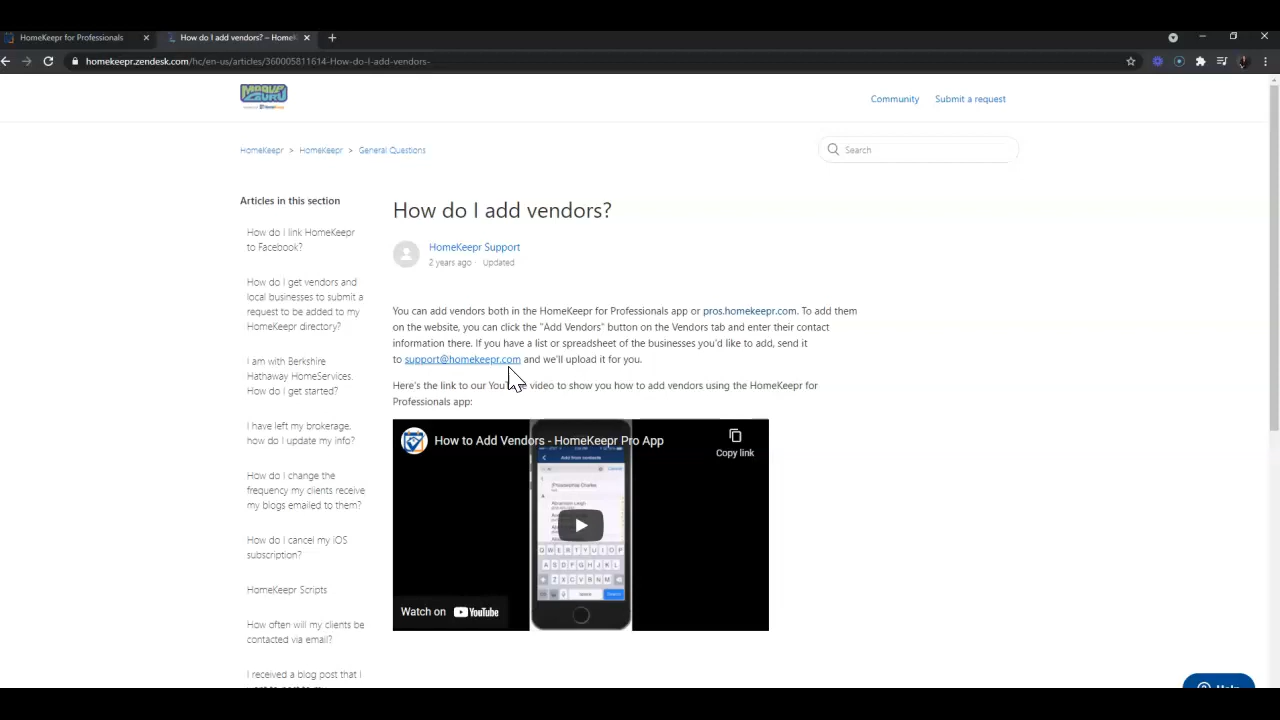 HomeKeepr for Professionals
How do I add vendors? – HomeK
homekeepr.zendesk.com/hc/en-us/articles/360005811614-How-do-I-add-vendors-
Community
Submit a request
HomeKeepr > HomeKeepr > General Questions
Search
Articles in this section
How do I link HomeKeepr
to Facebook?
How do I get vendors and
local businesses to submit a
request to be added to my
HomeKeepr directory?
I am with Berkshire
Hathaway HomeServices.
How do I get started?
I have left my brokerage,
how do I update my info?
How do I change the
frequency my clients receive
my blogs emailed to them?
How do I cancel my iOS
subscription?
HomeKeepr Scripts
How often will my clients be
contacted via email?
I received a blog post that I
How do I add vendors?
HomeKeepr Support
2 years ago · Updated
You can add vendors both in the HomeKeepr for Professionals app or pros.homekeepr.com. To add them
on the website, you can click the "Add Vendors" button on the Vendors tab and enter their contact
information there. If you have a list or spreadsheet of the businesses you'd like to add, send it
to support@homekeepr.com and we'll upload it for you.
Here's the link to our YouTube video to show you how to add vendors using the HomeKeepr for
Professionals app:
How to Add Vendors - HomeKeepr Pro App
Copy link
Add from contacts
Q W E R T Y U I O P
A S D F G H J K L
Z X C V B N M
Watch on YouTube
Help